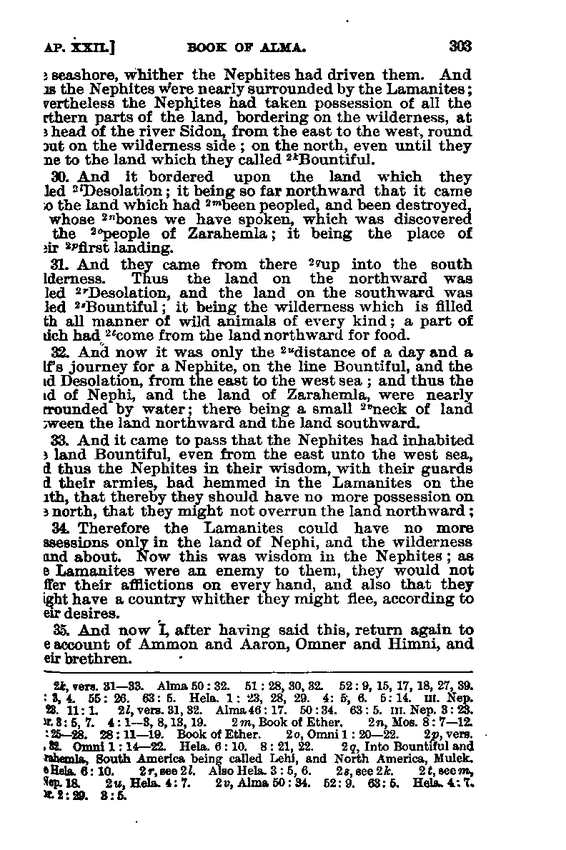 AP. XXII.] BOOK OF ALMA. 303
seashore, whither the Nephites had driven them. And
the Nephites were nearly surrounded by the Lamanites;
vertheless the Nephites had taken possession of all the
rthern parts of the land, bordering on the wilderness, at
head of the river Sidon, from the east to the west, round
out on the wilderness side; on the north, even until they
me to the land which they called 2kBountiful.
30. And it bordered upon the land which they
led 2lDesolation; it being so far northward that it came
to the land which had 2mbeen peopled, and been destroyed,
whose 2nbones we have spoken, which was discovered
the 2opeople of Zarahemla; it being the place of
eir 2pfirst landing.
31. And they came from there 2qup into the south
lderness. Thus the land on the northward was
led 2rDesolation, and the land on the southward was
led 2sBountiful; it being the wilderness which is filled
th all manner of wild animals of every kind; a part of
ich had 2tcome from the land northward for food.
32. And now it was only the 2udistance of a day and a
lf's journey for a Nephite, on the line Bountiful, and the
nd Desolation, from the east to the west sea; and thus the
nd of Nephi, and the land of Zarahemla, were nearly
rrounded by water; there being a small 2vneck of land
tween the land northward and the land southward.
33. And it came to pass that the Nephites had inhabited
land Bountiful, even from the east unto the west sea,
d thus the Nephites in their wisdom, with their guards
d their armies, had hemmed in the Lamanites on the
uth, that thereby they should have no more possession on
north, that they might not overrun the land northward;
34. Therefore the Lamanites could have no more
ssessions only in the land of Nephi, and the wilderness
und about. Now this was wisdom in the Nephites; as
e Lamanites were an enemy to them, they would not
ffer their afflictions on every hand, and also that they
ight have a country whither they might flee, according to
eir desires.
35. And now I, after having said this, return again to
e account of Ammon and Aaron, Omner and Himni, and
eir brethren.
2k, vers. 31—33. Alma 50: 32. 51: 28, 30, 32. 52: 9, 15, 17, 18, 27, 39.
3, 4. 55: 26. 63: 5. Hela. 1: 23, 28, 29. 4: 5, 6. 5: 14. III. Nep.
23. 11: 1. 2l, vers. 31, 32. Alma 46: 17. 50: 34. 63: 5. III. Nep. 3: 23.
3: 5, 7. 4: 1—3, 8, 13, 19. 2m, Book of Ether. 2n, Mos. 8: 7—12.
25—28. 28: 11—19. Book of Ether. 2o, Omni 1: 20—22. 2p, vers.
32. Omni 1: 14—22. Hela. 6: 10. 8: 21, 22. 2q, Into Bountiful and
rahemla, South America being called Lehi, and North America, Mulek.
Hela. 6: 10. 2r, see 2l. Also Hela. 3: 5, 6. 2s, see 2k. 2t, see m,
Nep. 18. 2u, Hela. 4: 7. 2v, Alma 50: 34. 52: 9. 63: 5. Hela. 4: 7.
2: 29. 3: 5.